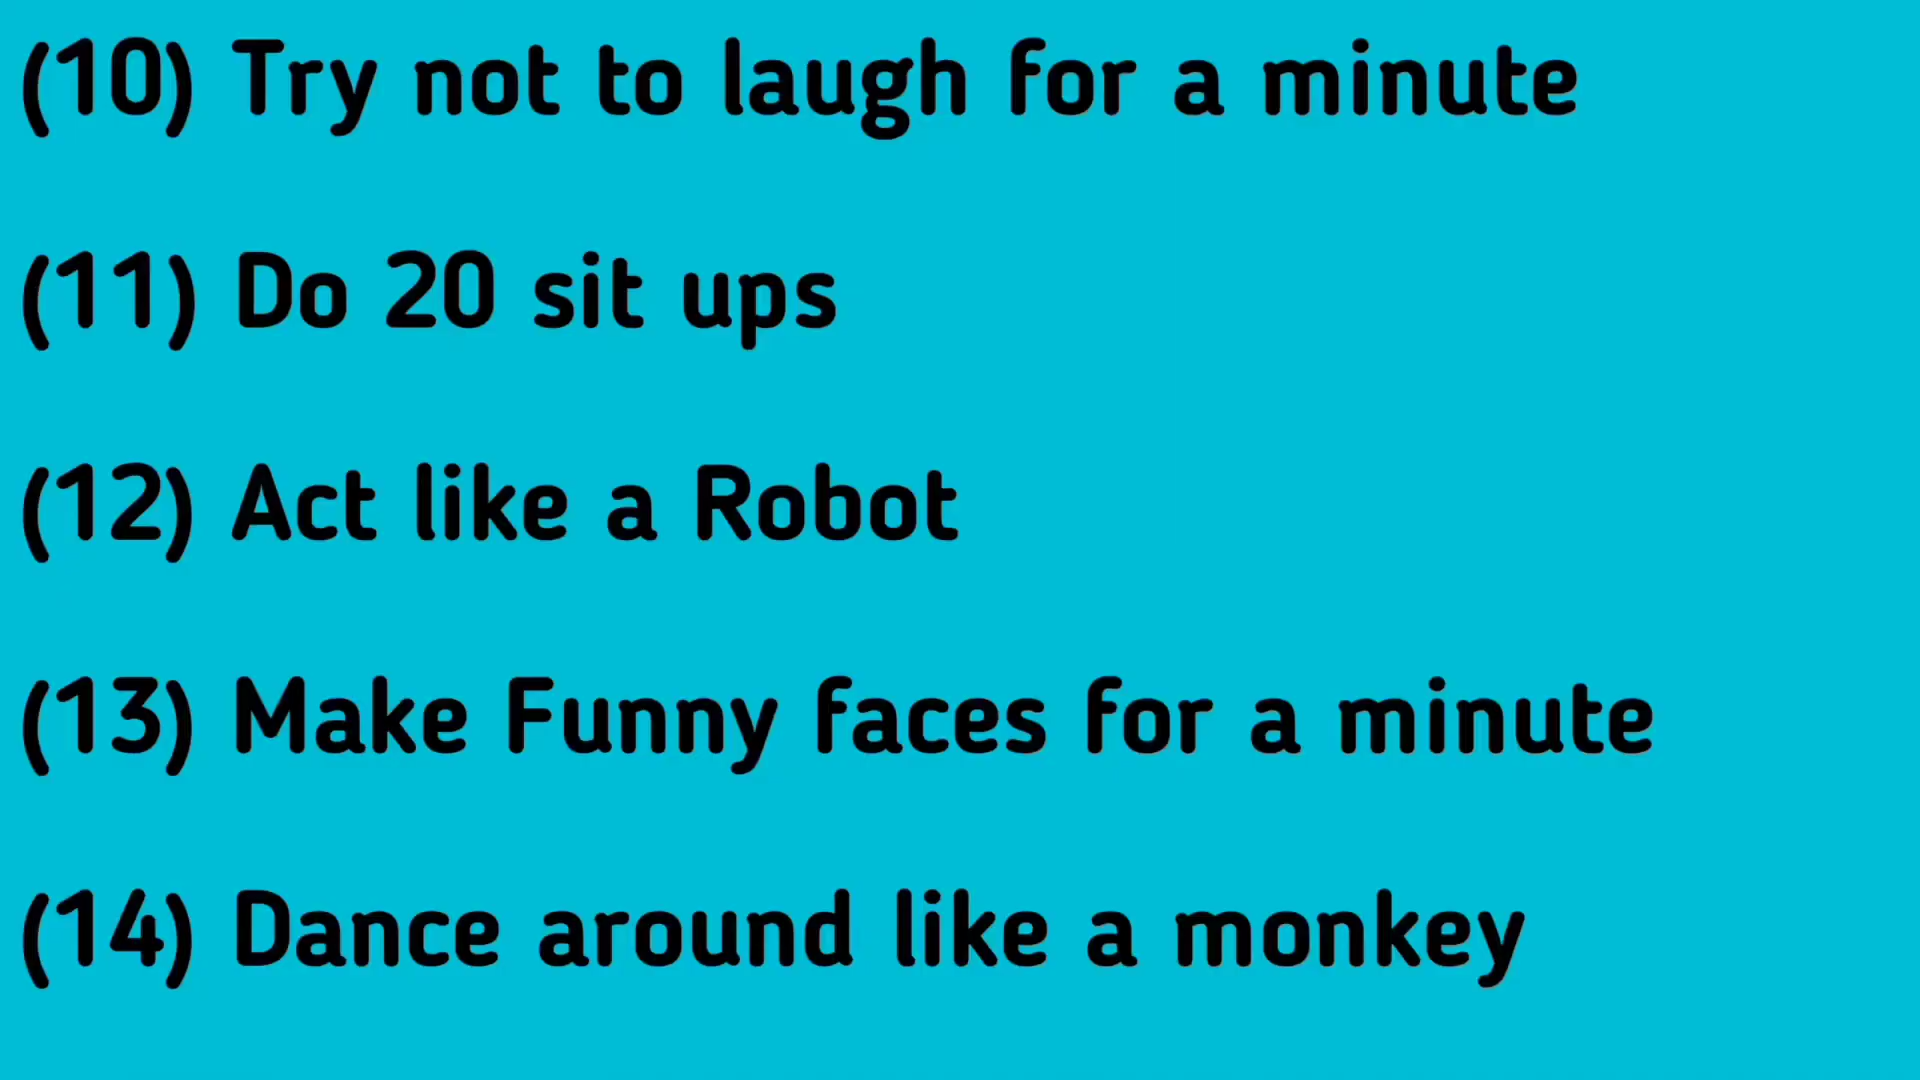 (10) Try not to laugh for a minute
(11) Do 20 sit ups
(12) Act like a Robot
(13) Make Funny faces for a minute
(14) Dance around like a monkey